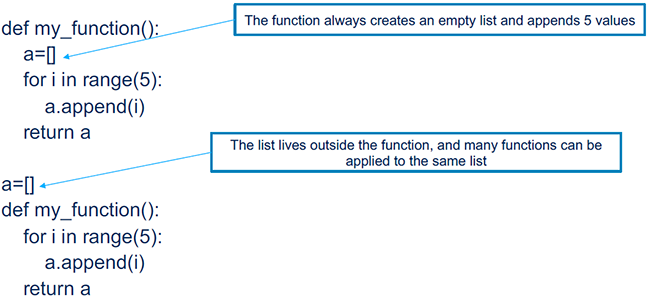 The function always creates an empty list and appends 5 values
def my_function():
a=[]
for i in range(5):
a.append(i)
return a
The list lives outside the function, and many functions can be
applied to the same list
a=[]
def my_function():
for i in range(5):
a.append(i)
return a